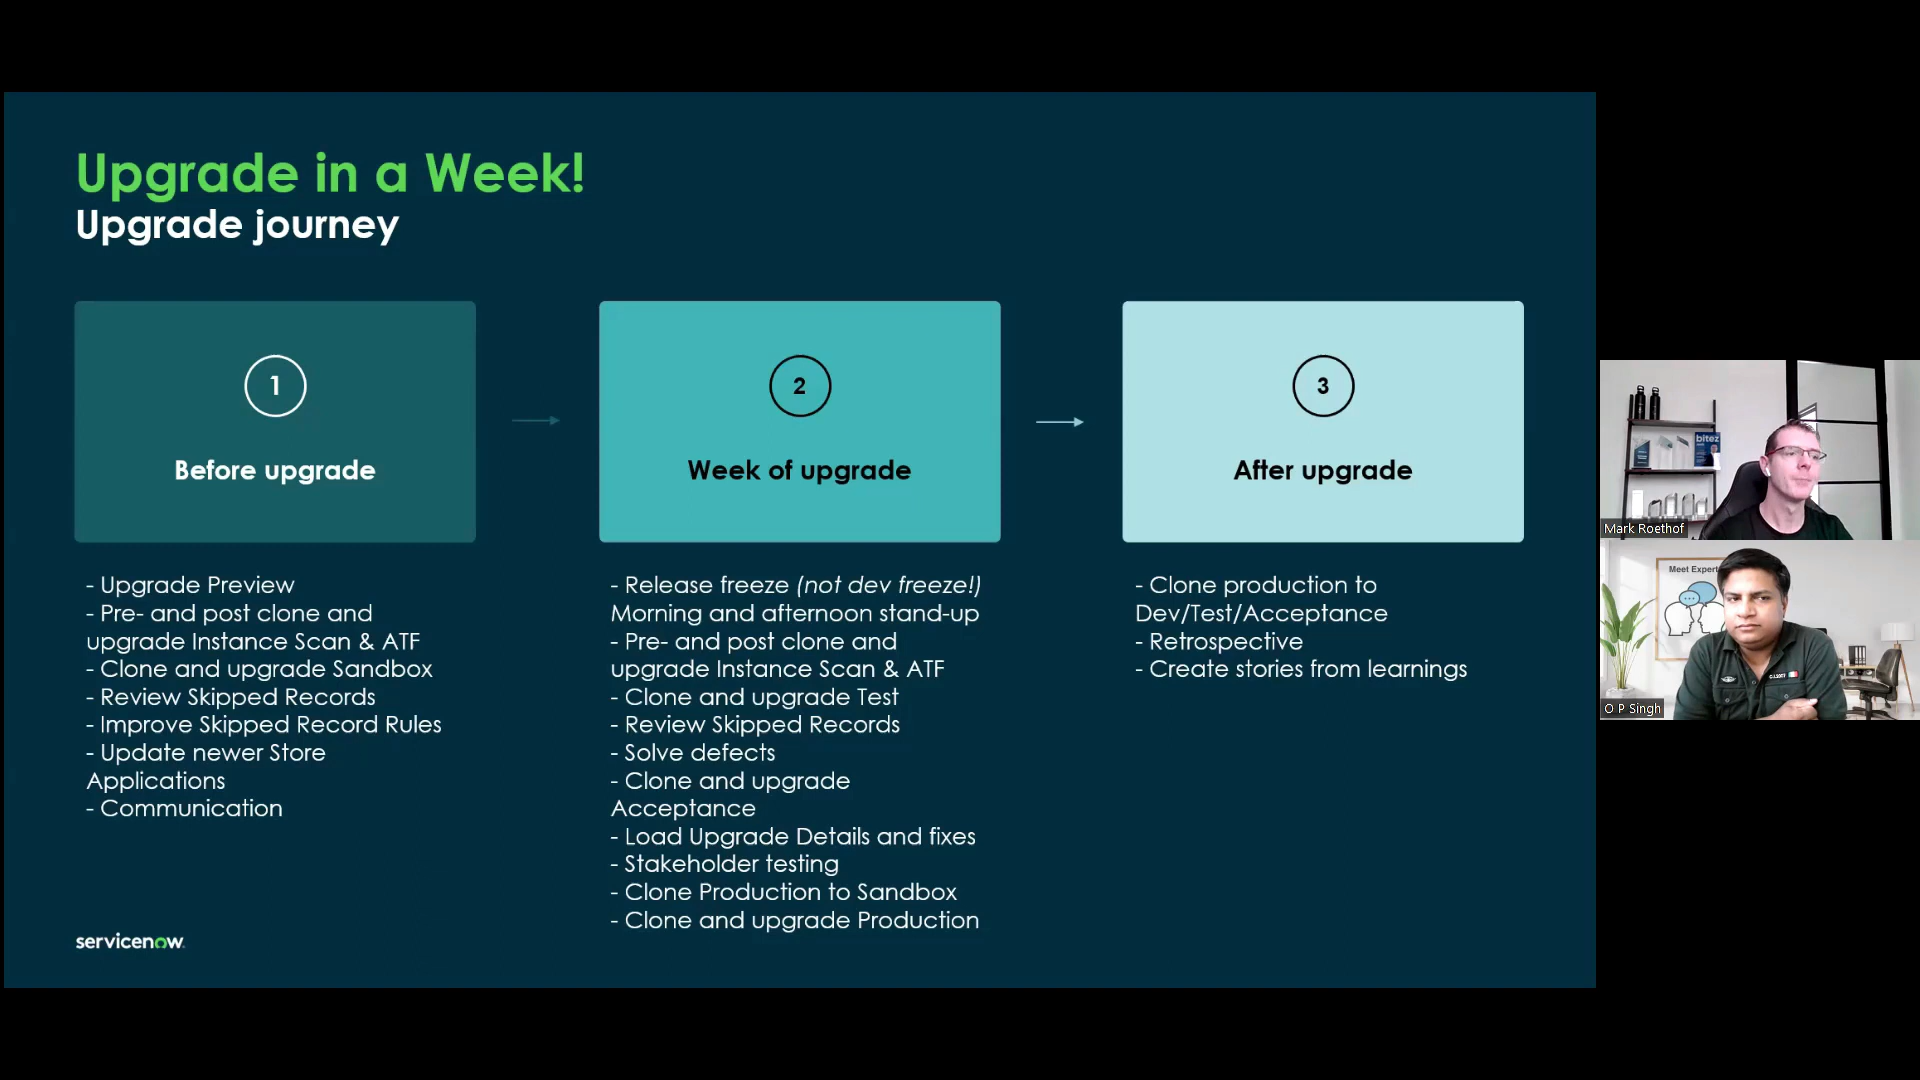 Upgrade in a Week!
Upgrade journey
1
Before upgrade
- Upgrade Preview
- Pre- and post clone and
upgrade Instance Scan & ATF
- Clone and upgrade Sandbox
- Review Skipped Records
- Improve Skipped Record Rules
- Update newer Store
Applications
- Communication
2
Week of upgrade
- Release freeze (not dev freeze!)
Morning and afternoon stand-up
- Pre- and post clone and
upgrade Instance Scan & ATF
- Clone and upgrade Test
- Review Skipped Records
- Solve defects
- Clone and upgrade
Acceptance
- Load Upgrade Details and fixes
- Stakeholder testing
- Clone Production to Sandbox
- Clone and upgrade Production
3
After upgrade
- Clone production to
Dev/Test/Acceptance
- Retrospective
- Create stories from learnings
servicenow
bitez
Mark Roethof
Meet Expert
O P Singh